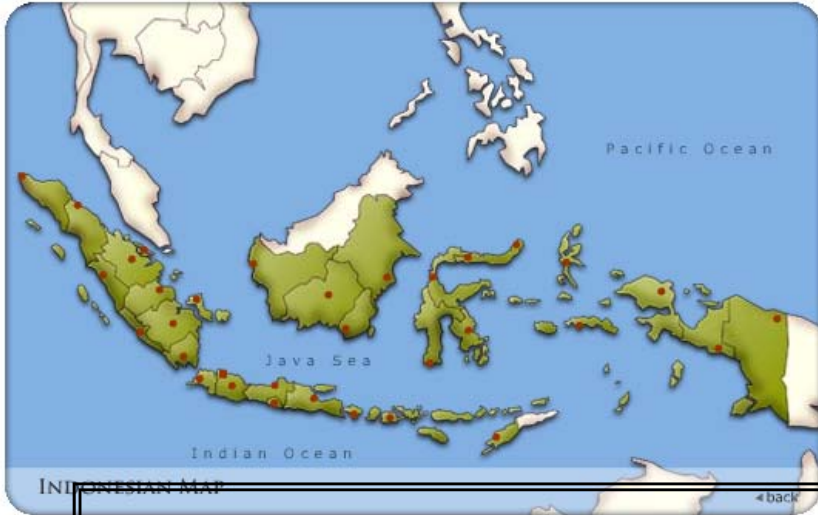 Pacific Ocean
Java Sea
Indian Ocean
INDONESIAN MAP
◄back